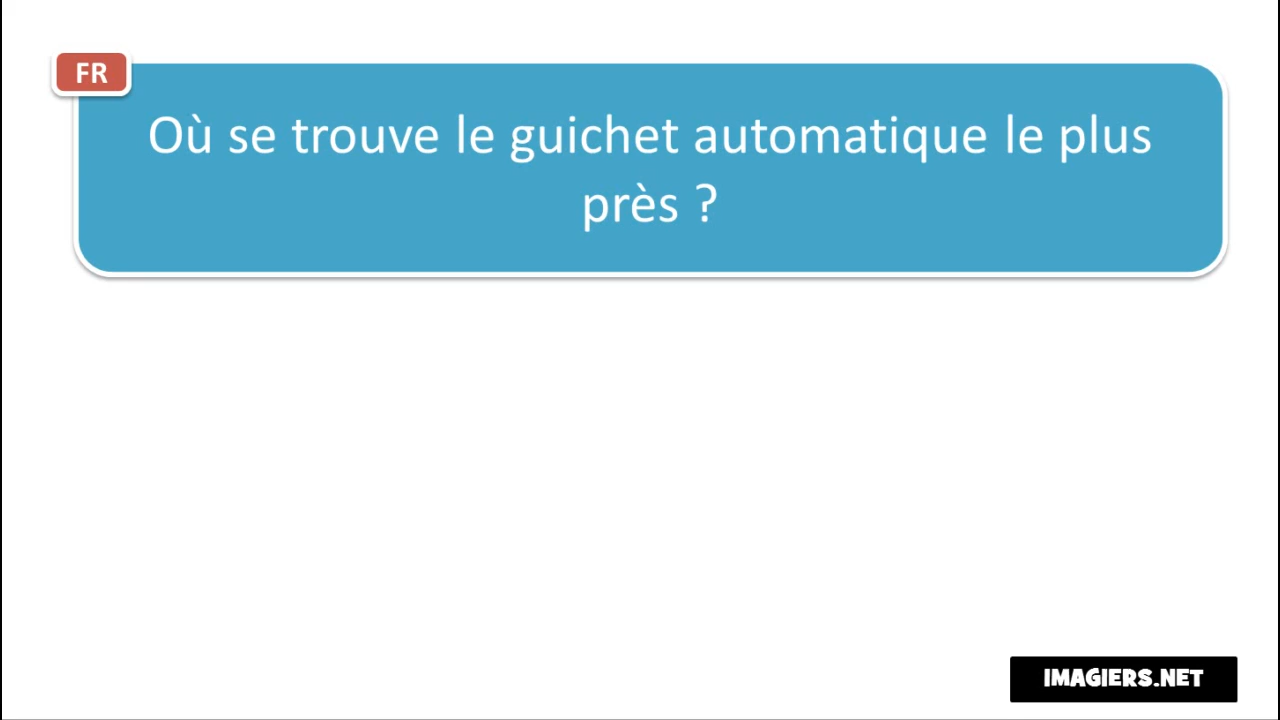 FR
Où se trouve le guichet automatique le plus
près ?
IMAGIERS.NET